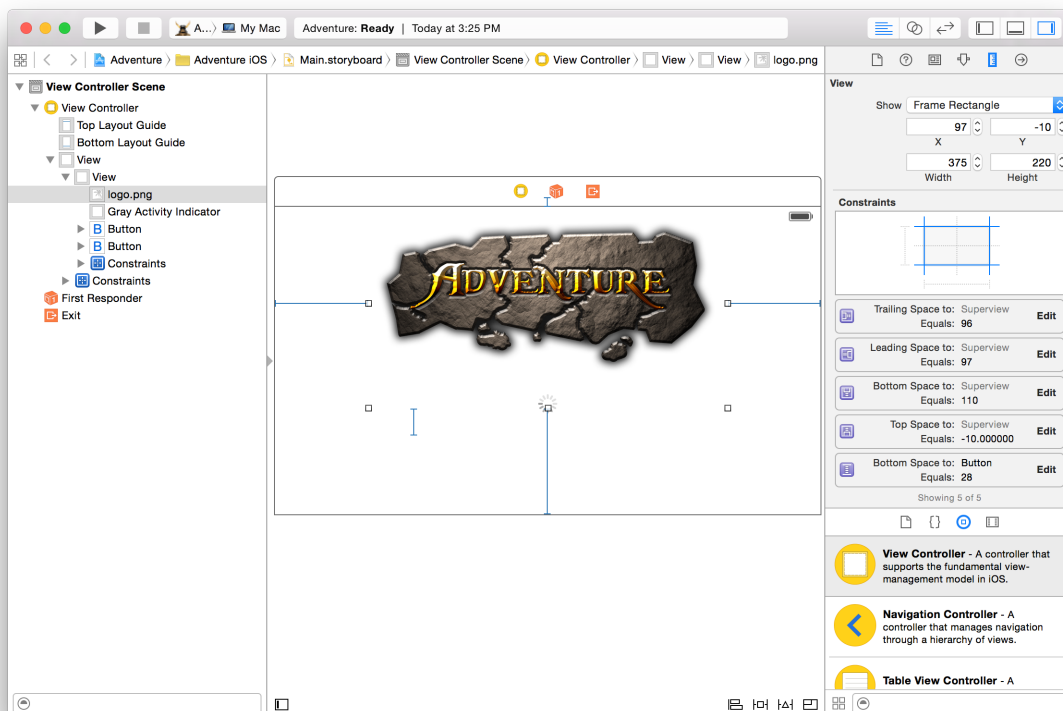 A...) My Mac
Adventure: Ready | Today at 3:25 PM
Adventure Adventure iOS Main.storyboard View Controller Scene View Controller View View logo.png
View Controller Scene
View Controller
Top Layout Guide
Bottom Layout Guide
View
View
logo.png
Gray Activity Indicator
B Button
B Button
Constraints
Constraints
First Responder
Exit
ADVENTURE
View
Show Frame Rectangle
97 -10
X Y
375 220
Width Height
Constraints
Trailing Space to: Superview
Equals: 96
Edit
Leading Space to: Superview
Equals: 97
Edit
Bottom Space to: Superview
Equals: 110
Edit
Top Space to: Superview
Equals: -10.000000
Edit
Bottom Space to: Button
Equals: 28
Edit
Showing 5 of 5
{}
View Controller - A controller that
supports the fundamental view-
management model in iOS.
Navigation Controller - A
controller that manages navigation
through a hierarchy of views.
Table View Controller - A